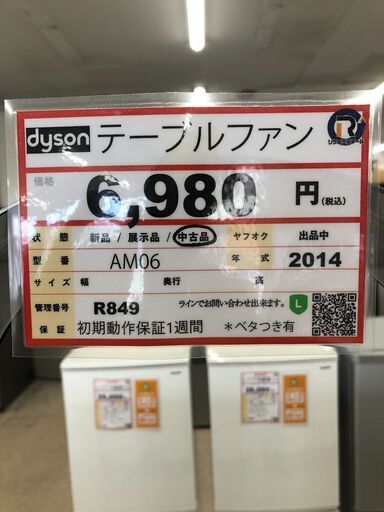 dyson テーブルファン
価格 6,980 円(税込)
状態 新品 / 展示品 / 中古品 ヤフオク 出品中
型番 AM06 年式 2014
サイズ 幅 奥行 高
管理番号 R849 ラインでお問い合わせ出来ます。 L
保証 初期動作保証1週間 *ベタつき有